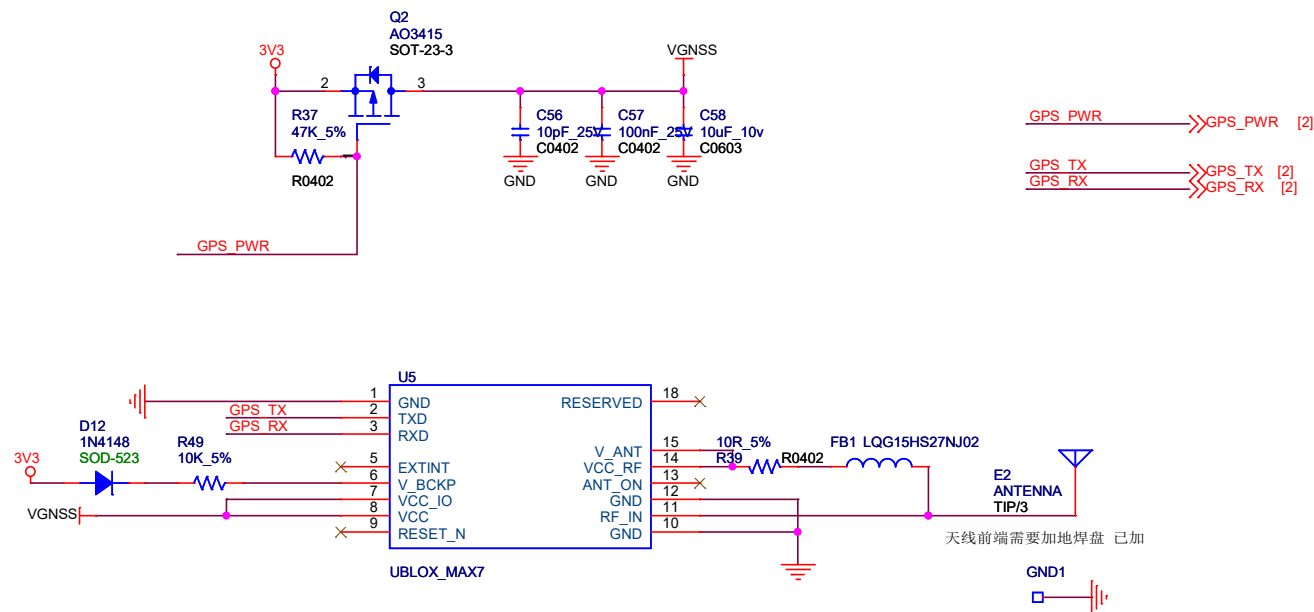 Q2
AO3415
SOT-23-3
3V3
2
3
VGNSS
R37
47K_5%
1
R0402
C56
10pF_25V
C0402
C57
100nF_25V
C0402
C58
10uF_10v
C0603
GND
GND
GND
GPS_PWR
GPS_PWR
GPS_PWR [2]
GPS_TX
GPS_TX [2]
GPS_RX
GPS_RX [2]
U5
1
GND
GPS_TX
2
TXD
GPS_RX
3
RXD
5
EXTINT
6
V_BCKP
7
VCC_IO
8
VCC
9
RESET_N
D12
1N4148
SOD-523
3V3
R49
10K_5%
VGNSS
RESERVED
18
V_ANT
15
VCC_RF
14
ANT_ON
13
GND
12
RF_IN
11
GND
10
10R_5%
R39
R0402
FB1 LQG15HS27NJ02
E2
ANTENNA
TIP/3
天线前端需要加地焊盘 已加
UBLOX_MAX7
GND1